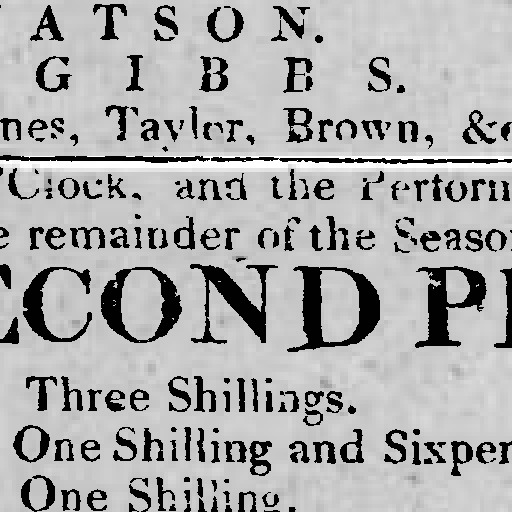 WATSON.
GIBBS.
nes, Taylor, Brown, &c
o'Clock, and the Perform
e remainder of the Season
ECOND P
Three Shillings.
One Shilling and Sixpen
One Shilling.